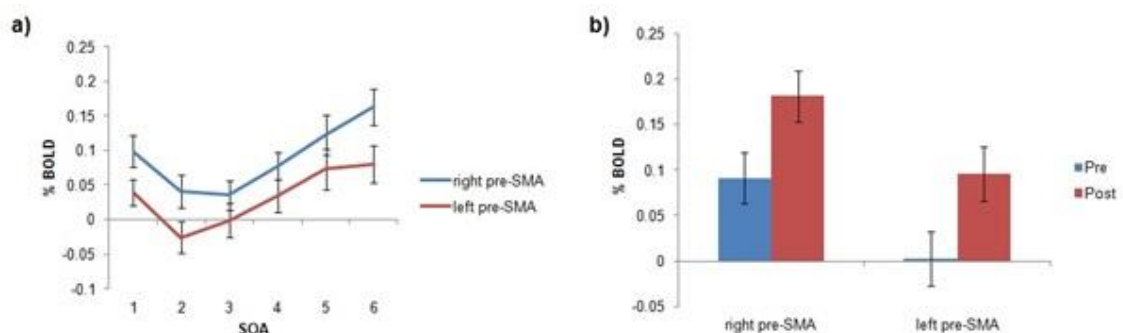 a)
0.25
0.2
0.15
0.1
0.05
0
-0.05
-0.1
% BOLD
1 2 3 4 5 6
SOA
right pre-SMA
left pre-SMA
b)
0.25
0.2
0.15
0.1
0.05
0
-0.05
% BOLD
right pre-SMA left pre-SMA
Pre
Post